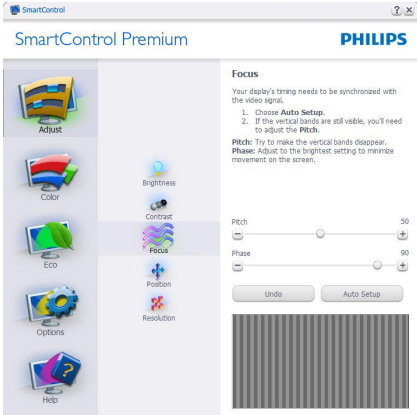 SmartControl
SmartControl Premium
PHILIPS
Adjust
Color
Eco
Options
Help
Brightness
Contrast
Focus
Position
Resolution
Focus
Your display's timing needs to be synchronized with
the video signal.
1. Choose Auto Setup.
2. If the vertical bands are still visible, you'll need
to adjust the Pitch.
Pitch: Try to make the vertical bands disappear.
Phase: Adjust to the brightest setting to minimize
movement on the screen.
Pitch 50
Phase 90
Undo Auto Setup